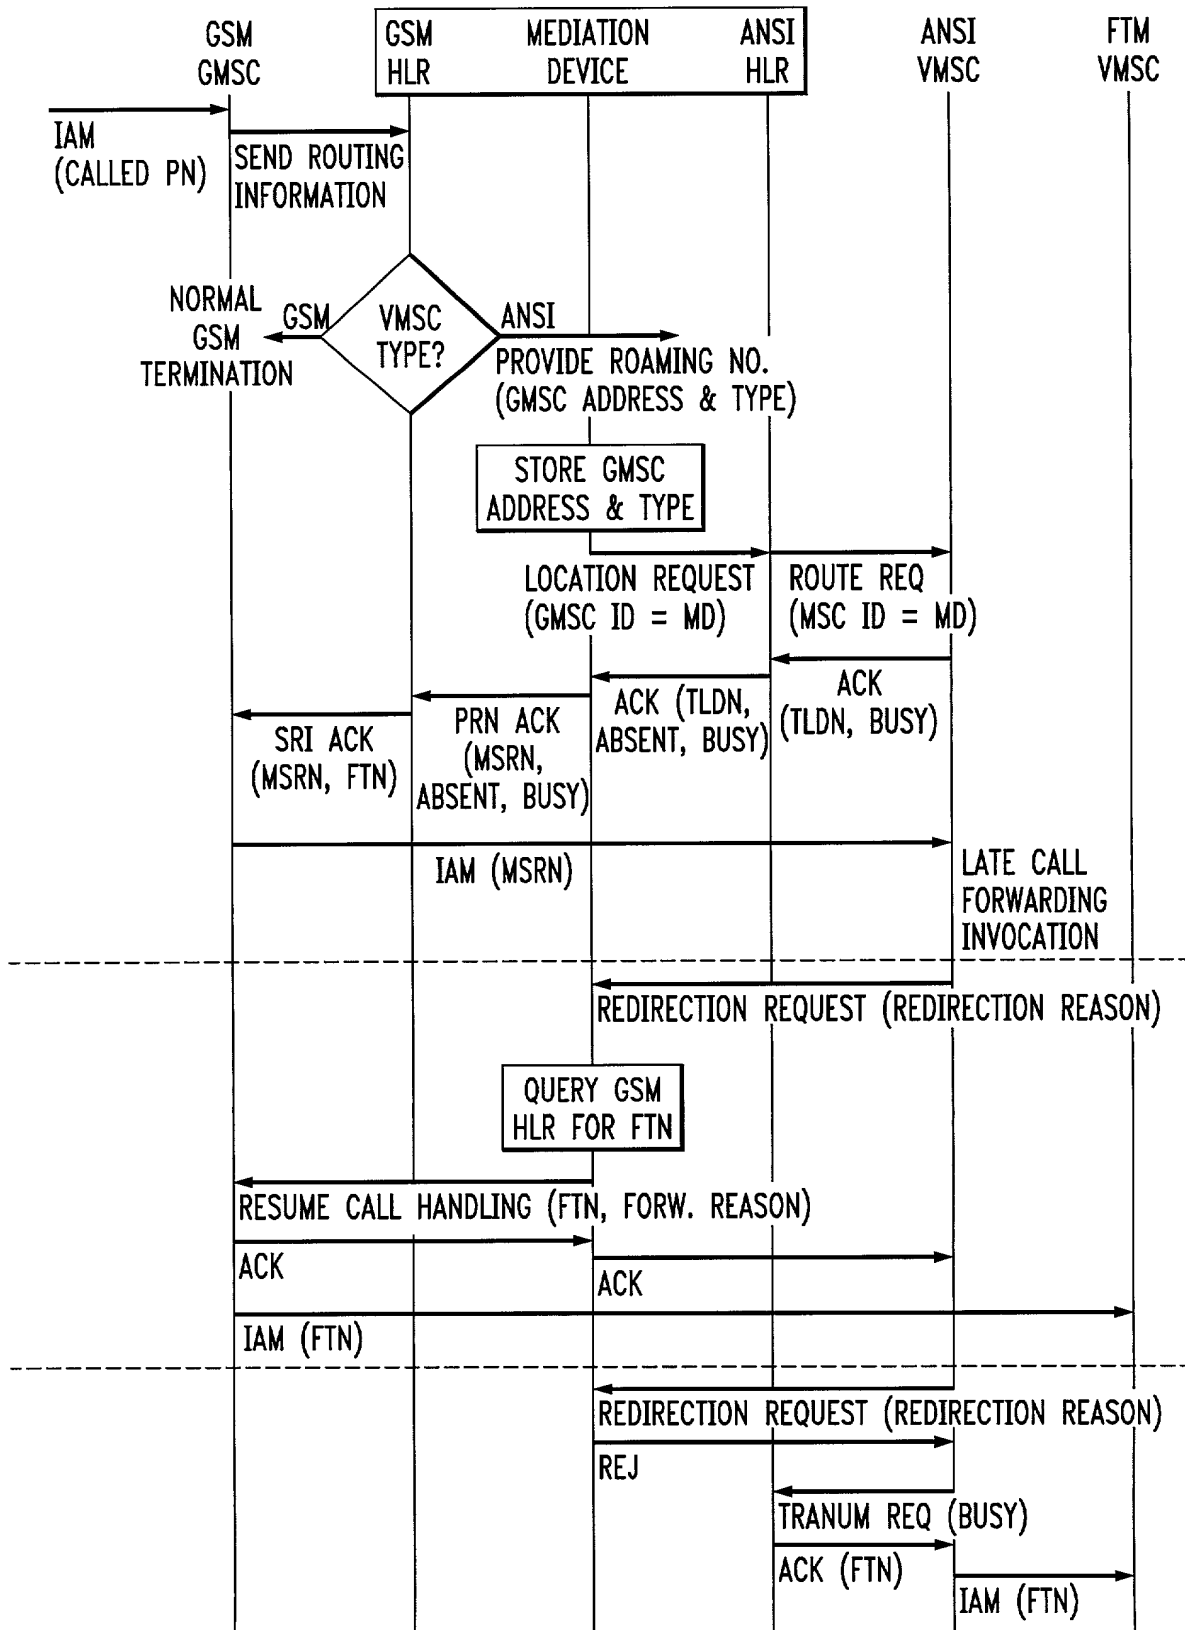 GSM
GMSC
GSM
HLR
MEDIATION
DEVICE
ANSI
HLR
ANSI
VMSC
FTM
VMSC
IAM
(CALLED PN)
SEND ROUTING
INFORMATION
NORMAL
GSM
TERMINATION
GSM
VMSC
TYPE?
ANSI
PROVIDE ROAMING NO.
(GMSC ADDRESS & TYPE)
STORE GMSC
ADDRESS & TYPE
LOCATION REQUEST
(GMSC ID = MD)
ROUTE REQ
(MSC ID = MD)
ACK
(TLDN, BUSY)
ACK (TLDN,
ABSENT, BUSY)
PRN ACK
(MSRN,
ABSENT, BUSY)
SRI ACK
(MSRN, FTN)
IAM (MSRN)
LATE CALL
FORWARDING
INVOCATION
REDIRECTION REQUEST (REDIRECTION REASON)
QUERY GSM
HLR FOR FTN
RESUME CALL HANDLING (FTN, FORW. REASON)
ACK
ACK
IAM (FTN)
REDIRECTION REQUEST (REDIRECTION REASON)
REJ
TRANUM REQ (BUSY)
ACK (FTN)
IAM (FTN)